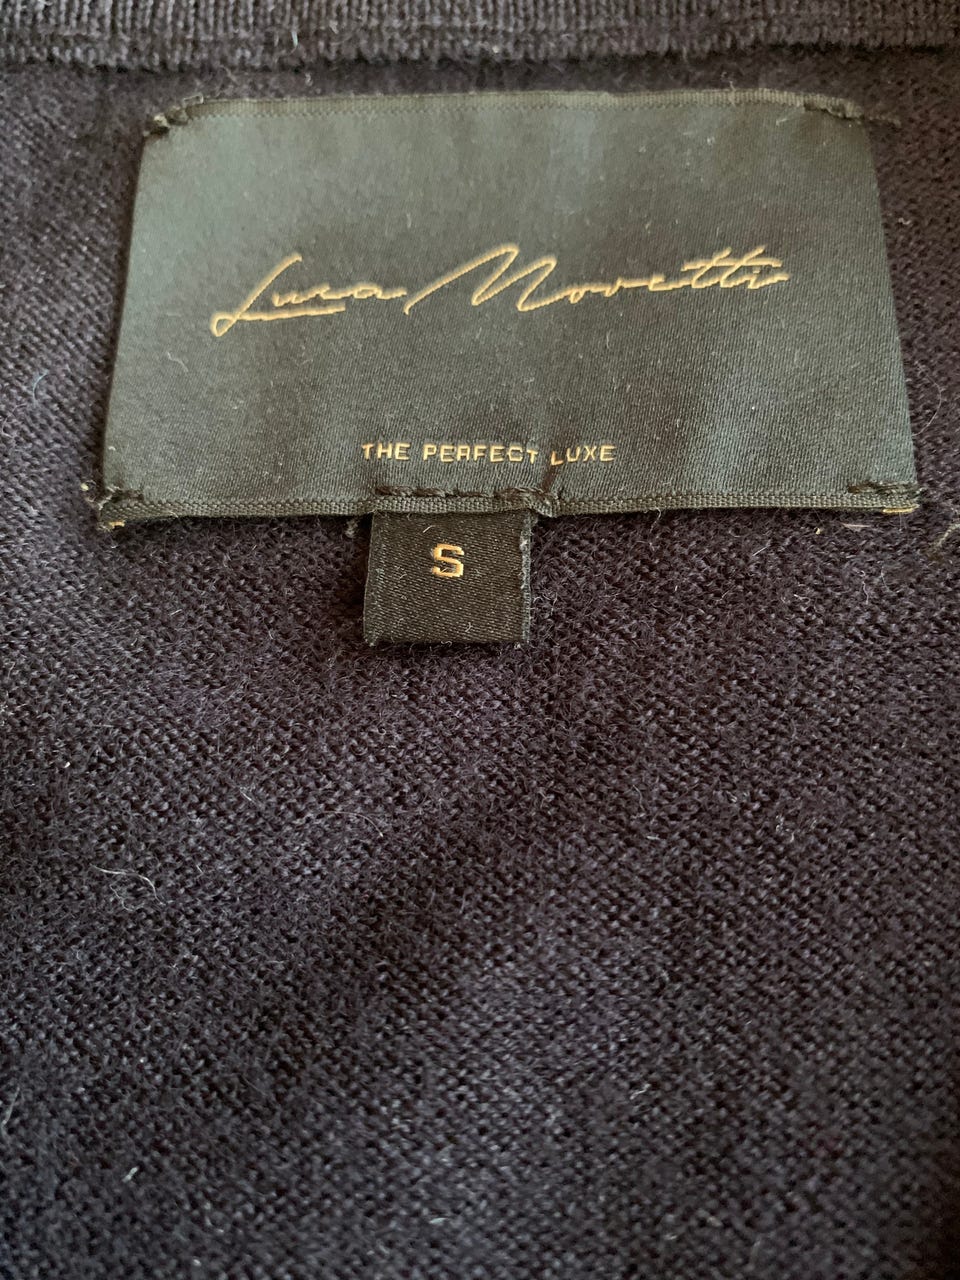 Luca Moretti
THE PERFECT LUXE
S